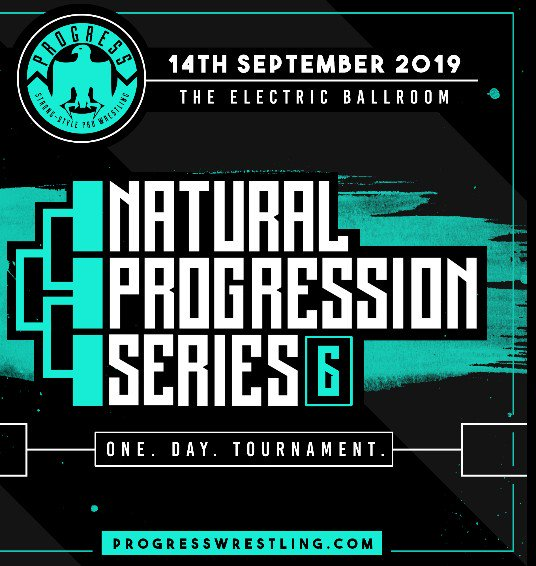 PROGRESS
STRONG-STYLE PRO WRESTLING
14TH SEPTEMBER 2019
THE ELECTRIC BALLROOM
NATURAL
PROGRESSION
SERIES 6
ONE. DAY. TOURNAMENT.
PROGRESSWRESTLING.COM